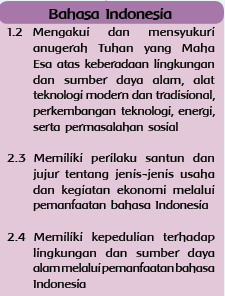 Bahasa Indonesia
1.2 Mengakui dan mensyukuri
anugerah Tuhan yang Maha
Esa atas keberadaan lingkungan
dan sumber daya alam, alat
teknologi modern dan tradisional,
perkembangan teknologi, energi,
serta permasalahan sosial
2.3 Memiliki perilaku santun dan
jujur tentang jenis-jenis usaha
dan kegiatan ekonomi melalui
pemanfaatan bahasa Indonesia
2.4 Memiliki kepedulian terhadap
lingkungan dan sumber daya
alam melalui pemanfaatan bahasa
Indonesia